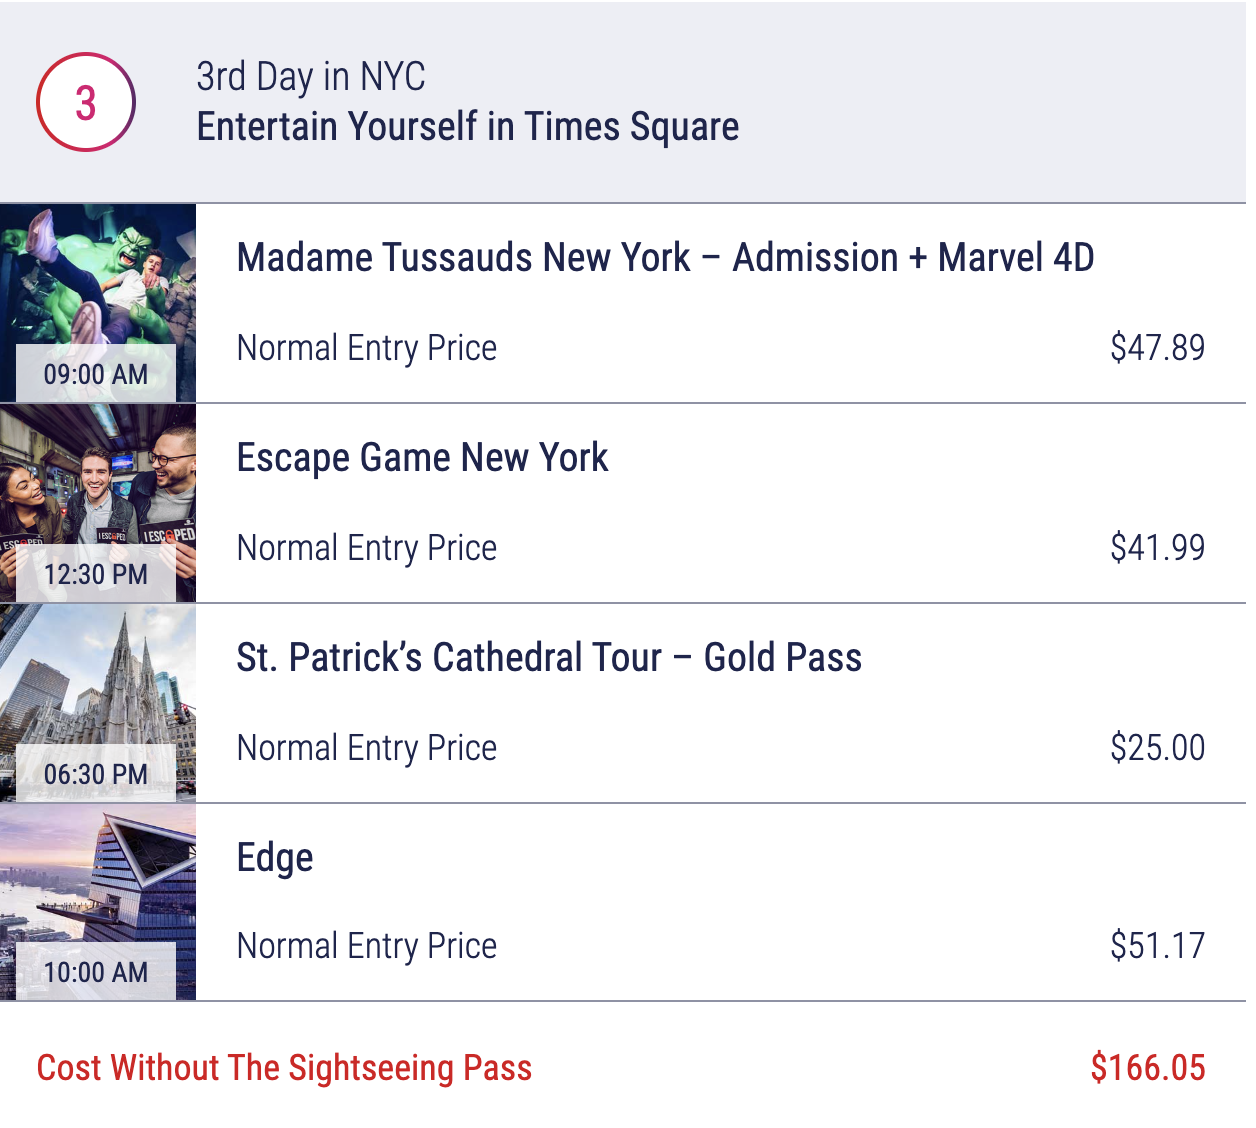 3
3rd Day in NYC
Entertain Yourself in Times Square
Madame Tussauds New York – Admission + Marvel 4D
Normal Entry Price $47.89
09:00 AM
Escape Game New York
I ESCAPED
I ESCAPED
I ESCAPED
Normal Entry Price $41.99
12:30 PM
St. Patrick’s Cathedral Tour – Gold Pass
Normal Entry Price $25.00
06:30 PM
Edge
Normal Entry Price $51.17
10:00 AM
Cost Without The Sightseeing Pass $166.05